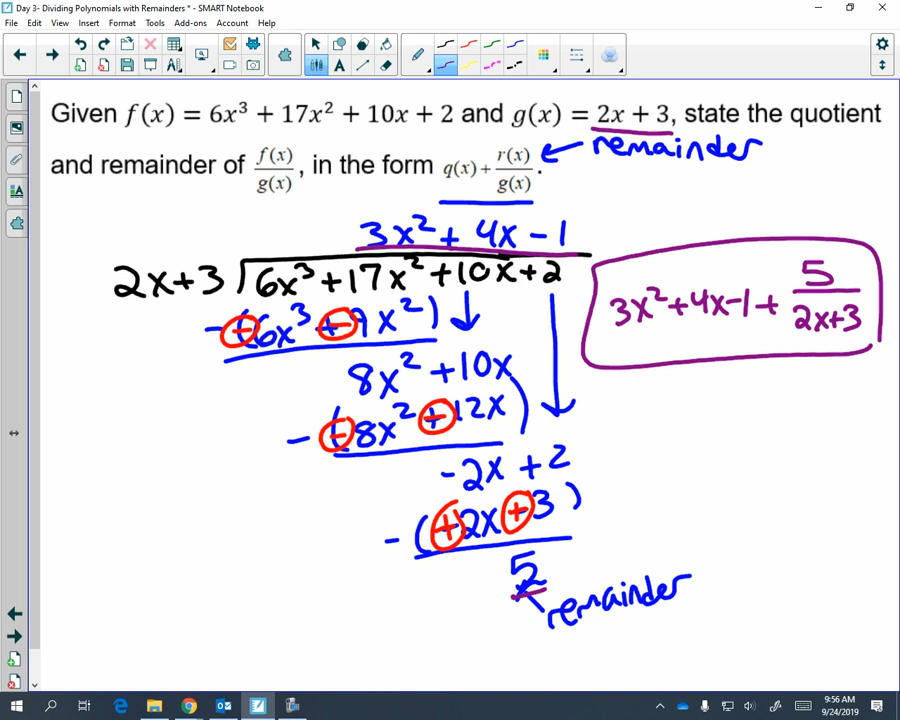 Day 3- Dividing Polynomials with Remainders * - SMART Notebook
File Edit View Insert Format Tools Add-ons Account Help
Given f(x) = 6x³ + 17x² + 10x + 2 and g(x) = 2x + 3, state the quotient
and remainder of f(x)/g(x), in the form q(x)+ r(x)/g(x). ← remainder
3x² + 4x - 1
2x+3 6x³+17x²+10x+2
3x²+4x-1+ 5/(2x+3)
-(6x³+9x²)
8x² +10x
-(8x²+12x)
-2x +2
-(-2x-3)
5
remainder
9:56 AM
9/24/2019